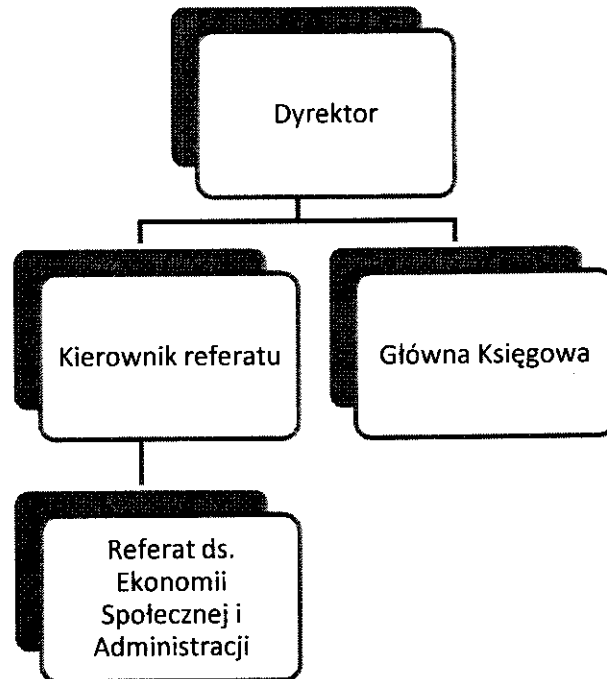 Dyrektor
Kierownik referatu
Główna Księgowa
Referat ds.
Ekonomii
Społecznej i
Administracji